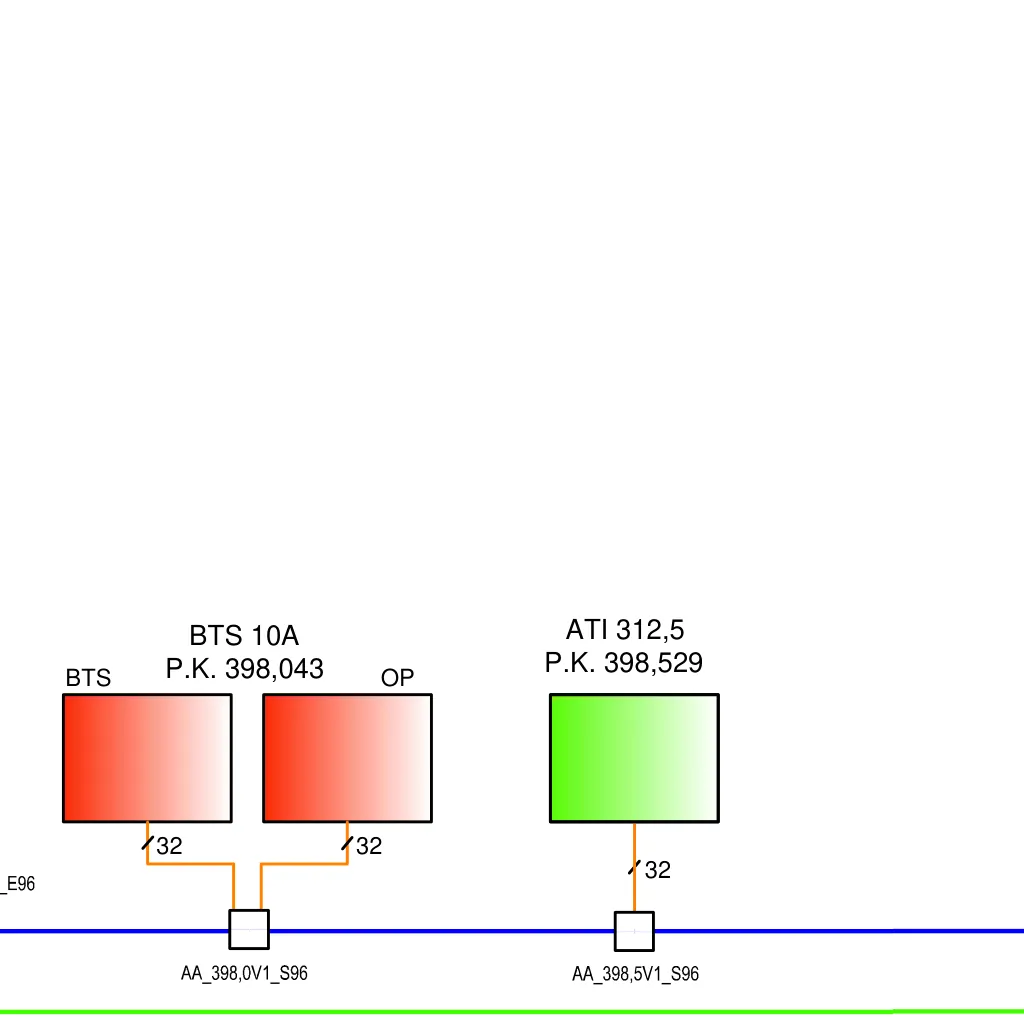 BTS 10A
P.K. 398,043
BTS
OP
ATI 312,5
P.K. 398,529
32
32
32
_E96
AA_398,0V1_S96
AA_398,5V1_S96